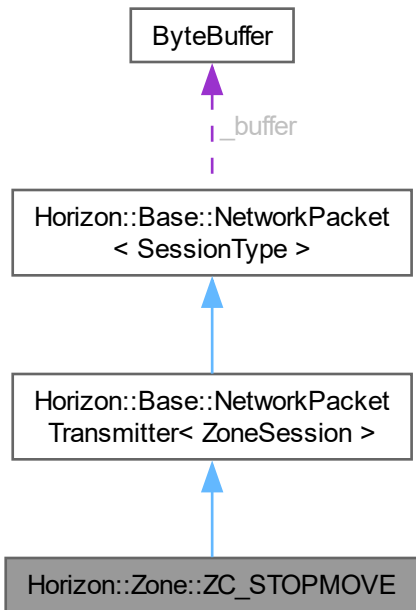 ByteBuffer
_buffer
Horizon::Base::NetworkPacket
< SessionType >
Horizon::Base::NetworkPacket
Transmitter< ZoneSession >
Horizon::Zone::ZC_STOPMOVE